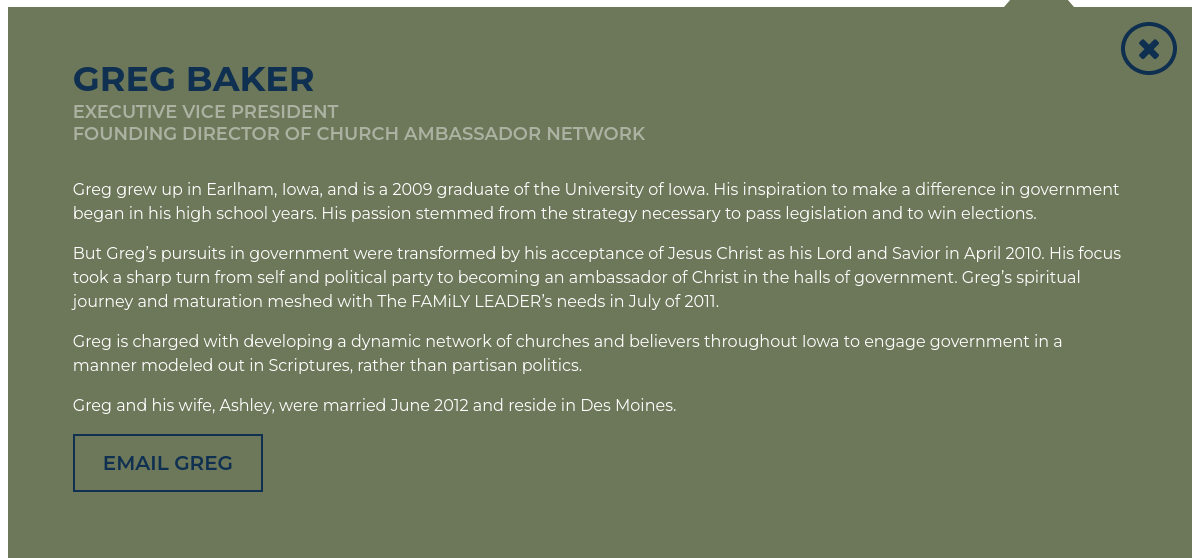 GREG BAKER
EXECUTIVE VICE PRESIDENT
FOUNDING DIRECTOR OF CHURCH AMBASSADOR NETWORK
Greg grew up in Earlham, Iowa, and is a 2009 graduate of the University of Iowa. His inspiration to make a difference in government
began in his high school years. His passion stemmed from the strategy necessary to pass legislation and to win elections.
But Greg’s pursuits in government were transformed by his acceptance of Jesus Christ as his Lord and Savior in April 2010. His focus
took a sharp turn from self and political party to becoming an ambassador of Christ in the halls of government. Greg’s spiritual
journey and maturation meshed with The FAMiLY LEADER’s needs in July of 2011.
Greg is charged with developing a dynamic network of churches and believers throughout Iowa to engage government in a
manner modeled out in Scriptures, rather than partisan politics.
Greg and his wife, Ashley, were married June 2012 and reside in Des Moines.
EMAIL GREG